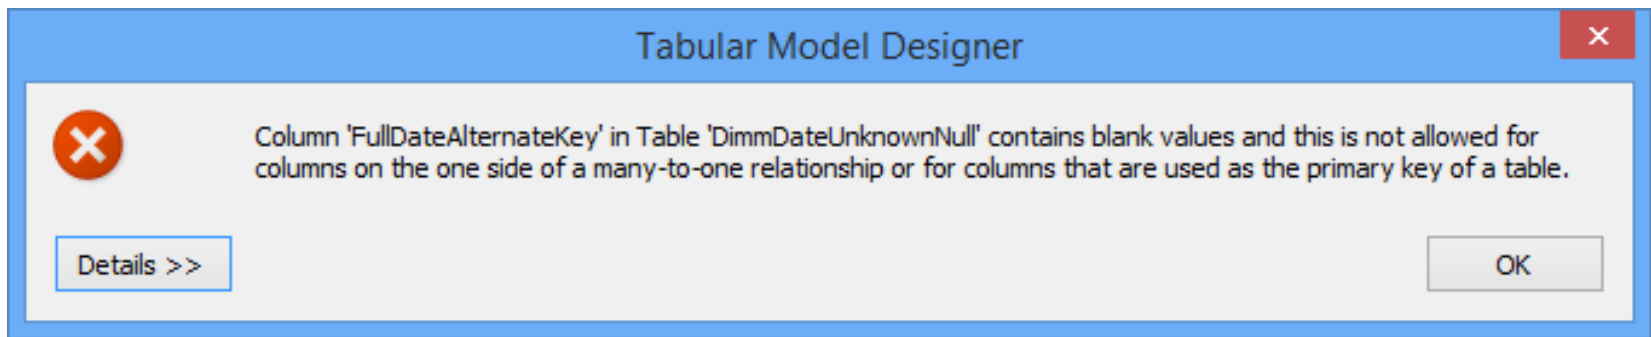 Tabular Model Designer
Column 'FullDateAlternateKey' in Table 'DimmDateUnknownNull' contains blank values and this is not allowed for
columns on the one side of a many-to-one relationship or for columns that are used as the primary key of a table.
Details >>
OK